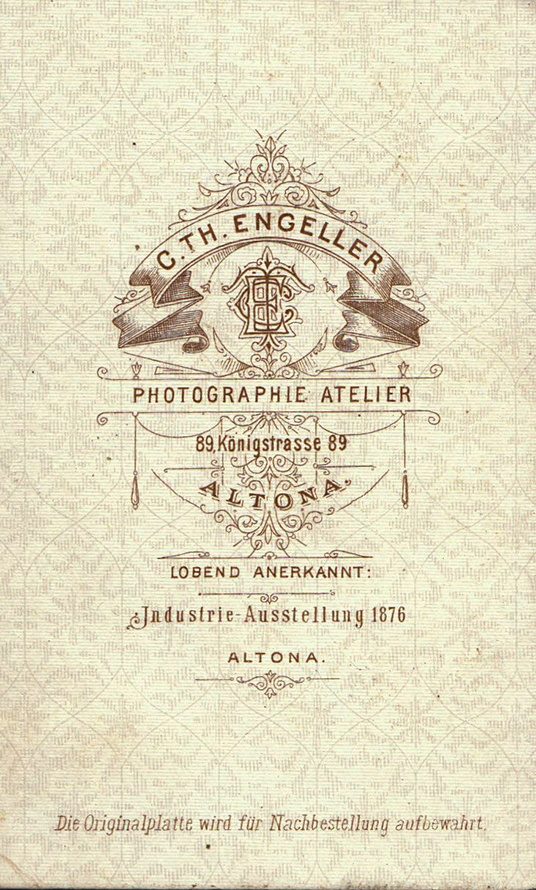 C. TH. ENGELLER
PHOTOGRAPHIE ATELIER
89, Königstrasse 89
ALTONA.
LOBEND ANERKANNT:
Industrie-Ausstellung 1876
ALTONA.
Die Originalplatte wird für Nachbestellung aufbewahrt.